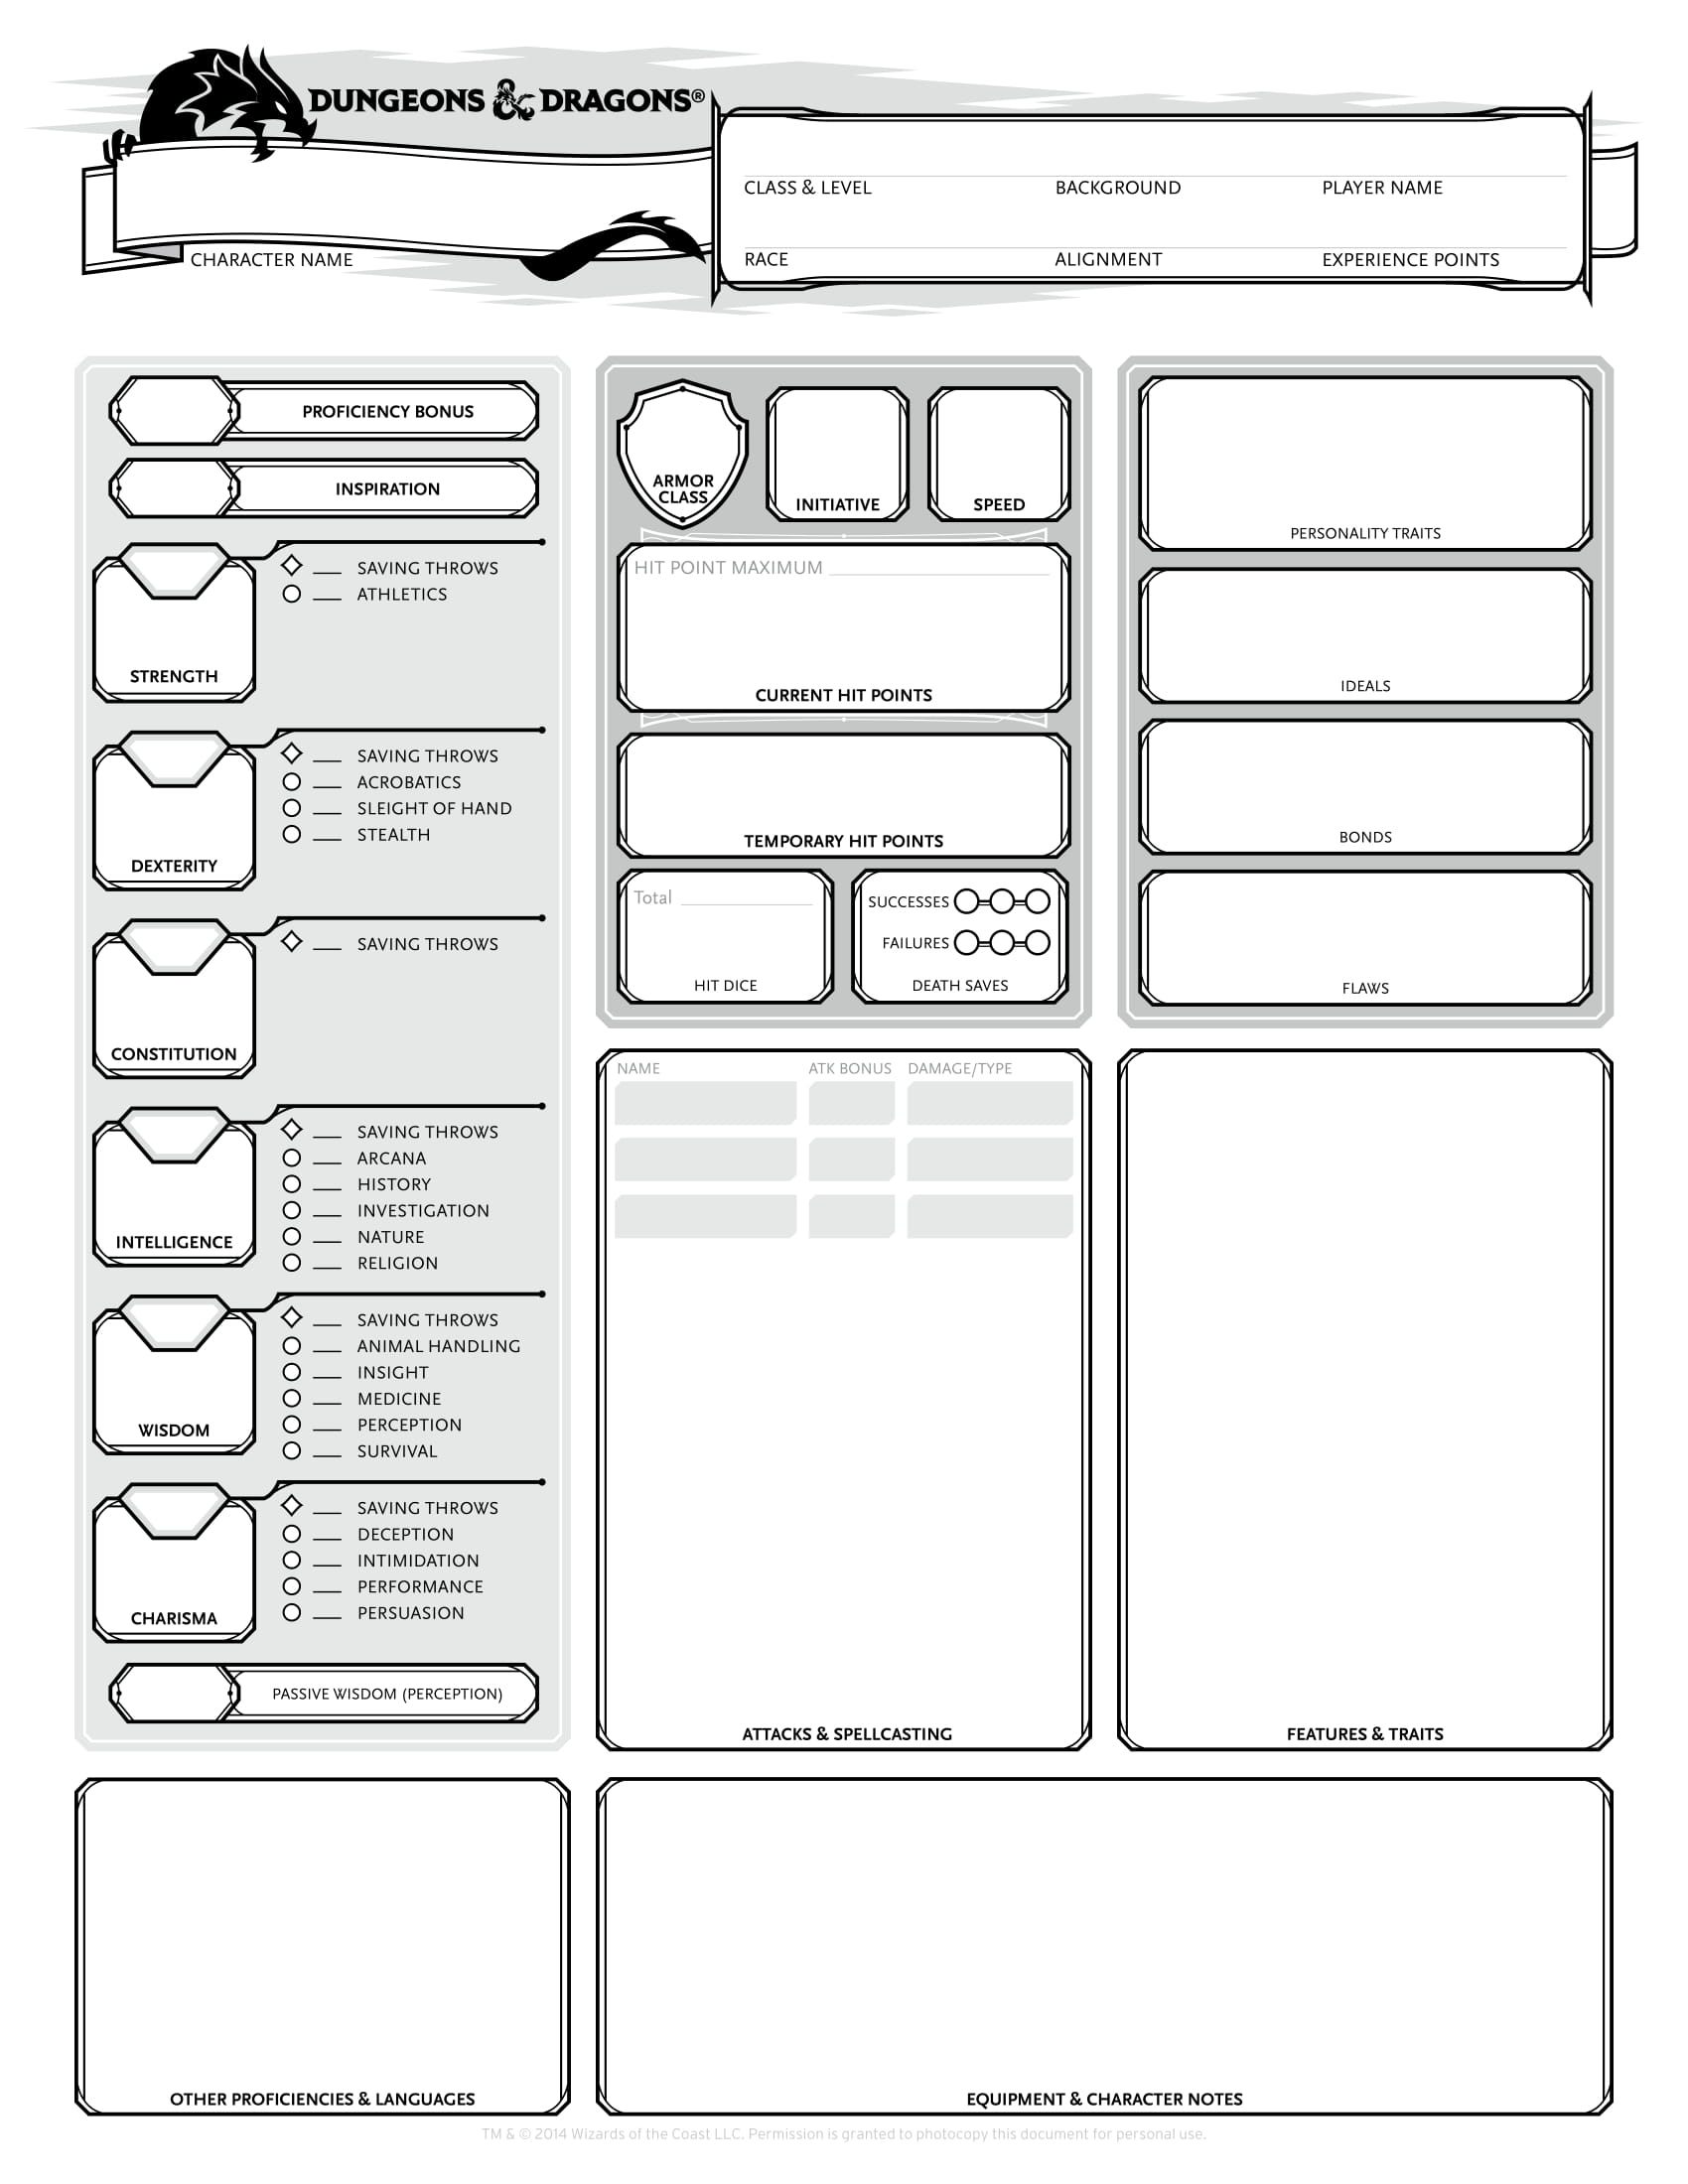 DUNGEONS & DRAGONS®
CHARACTER NAME
CLASS & LEVEL
BACKGROUND
PLAYER NAME
RACE
ALIGNMENT
EXPERIENCE POINTS
PROFICIENCY BONUS
INSPIRATION
STRENGTH
SAVING THROWS
ATHLETICS
DEXTERITY
SAVING THROWS
ACROBATICS
SLEIGHT OF HAND
STEALTH
CONSTITUTION
SAVING THROWS
INTELLIGENCE
SAVING THROWS
ARCANA
HISTORY
INVESTIGATION
NATURE
RELIGION
WISDOM
SAVING THROWS
ANIMAL HANDLING
INSIGHT
MEDICINE
PERCEPTION
SURVIVAL
CHARISMA
SAVING THROWS
DECEPTION
INTIMIDATION
PERFORMANCE
PERSUASION
PASSIVE WISDOM (PERCEPTION)
ARMOR
CLASS
INITIATIVE
SPEED
HIT POINT MAXIMUM
CURRENT HIT POINTS
TEMPORARY HIT POINTS
Total
HIT DICE
SUCCESSES
FAILURES
DEATH SAVES
PERSONALITY TRAITS
IDEALS
BONDS
FLAWS
NAME ATK BONUS DAMAGE/TYPE
ATTACKS & SPELLCASTING
FEATURES & TRAITS
OTHER PROFICIENCIES & LANGUAGES
EQUIPMENT & CHARACTER NOTES
TM & © 2014 Wizards of the Coast LLC. Permission is granted to photocopy this document for personal use.